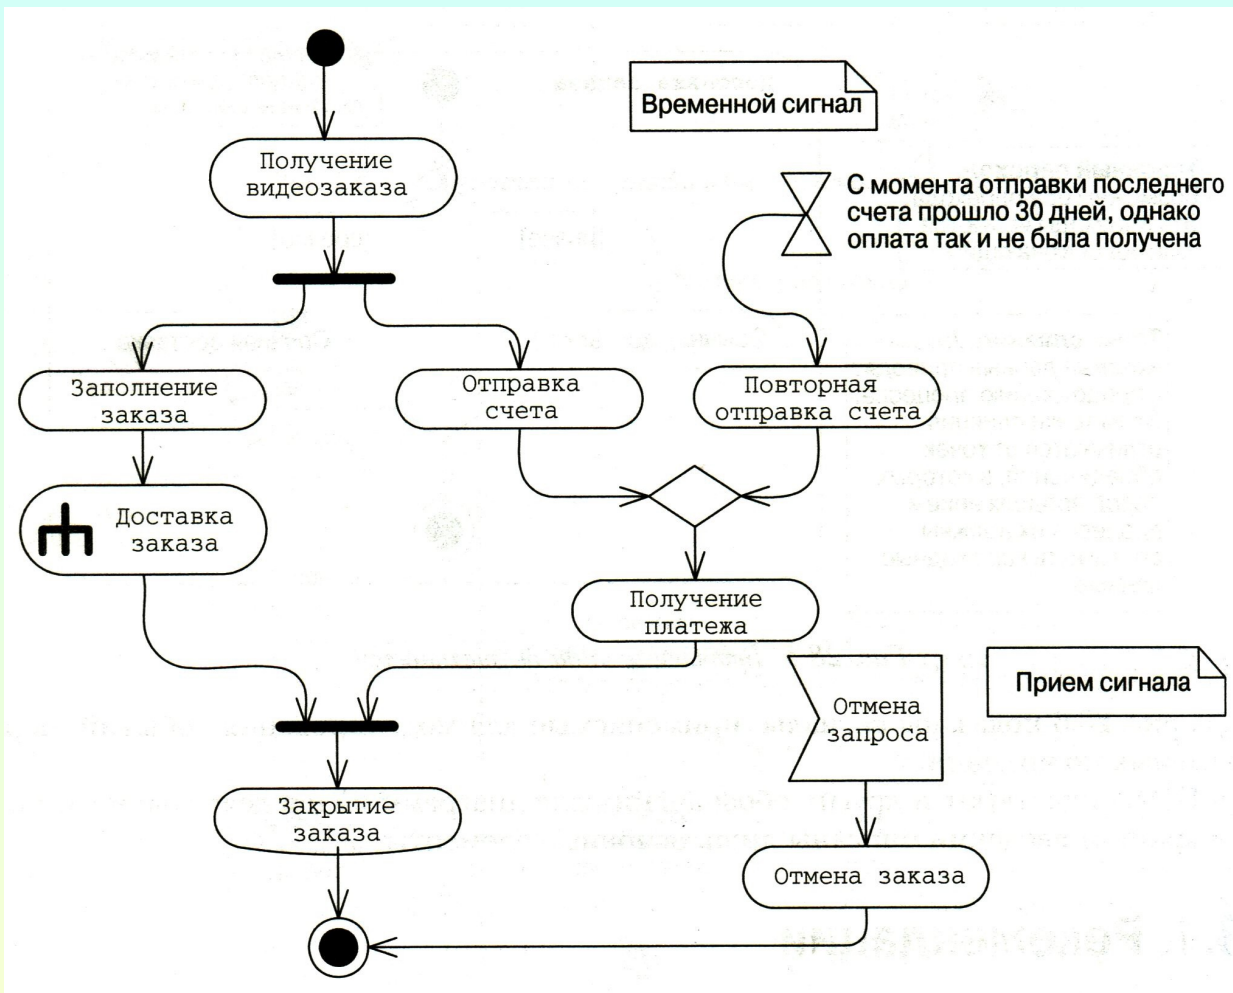 Временной сигнал
Получение
видеозаказа
С момента отправки последнего
счета прошло 30 дней, однако
оплата так и не была получена
Заполнение
заказа
Отправка
счета
Повторная
отправка счета
Доставка
заказа
Получение
платежа
Прием сигнала
Отмена
запроса
Закрытие
заказа
Отмена заказа